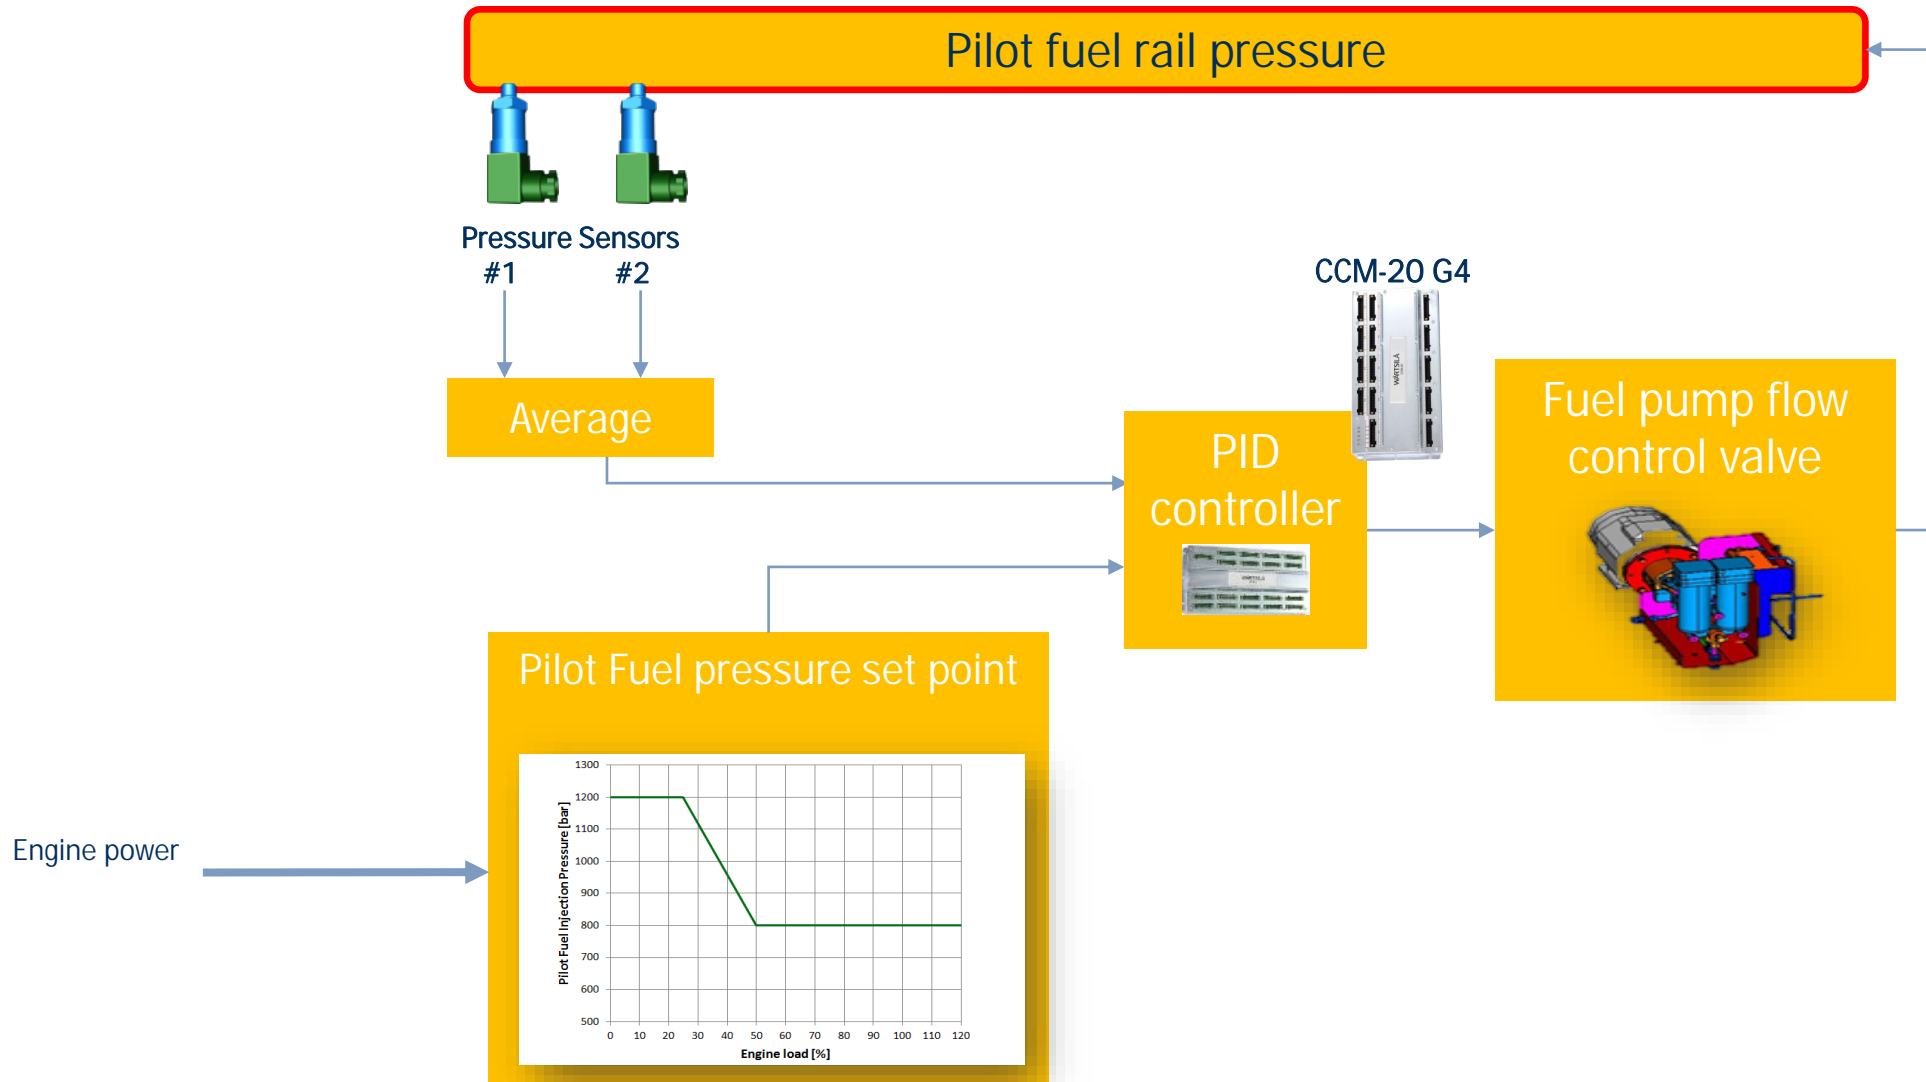 Pilot fuel rail pressure
Pressure Sensors
#1 #2
CCM-20 G4
WÄRTSILÄ
Average
PID
controller
WÄRTSILÄ
Fuel pump flow
control valve
Pilot Fuel pressure set point
Engine power
Pilot Fuel Injection Pressure [bar]
1300
1200
1100
1000
900
800
700
600
500
0 10 20 30 40 50 60 70 80 90 100 110 120
Engine load [%]